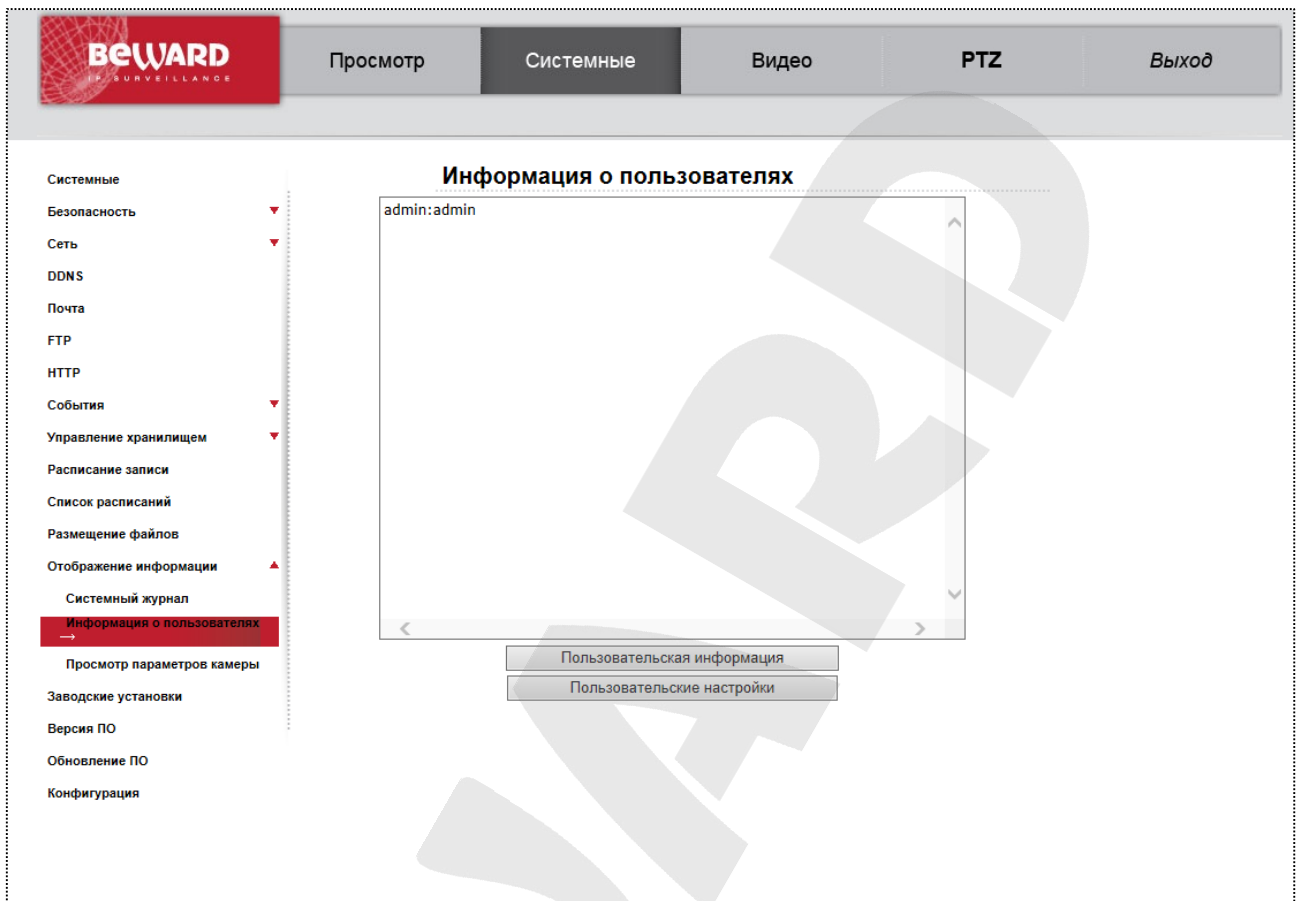 BEWARD
IP SURVEILLANCE
Просмотр
Системные
Видео
PTZ
Выход
Системные
Безопасность
Сеть
DDNS
Почта
FTP
HTTP
События
Управление хранилищем
Расписание записи
Список расписаний
Размещение файлов
Отображение информации
Системный журнал
Информация о пользователях
→
Просмотр параметров камеры
Заводские установки
Версия ПО
Обновление ПО
Конфигурация
Информация о пользователях
admin:admin
Пользовательская информация
Пользовательские настройки
WARD